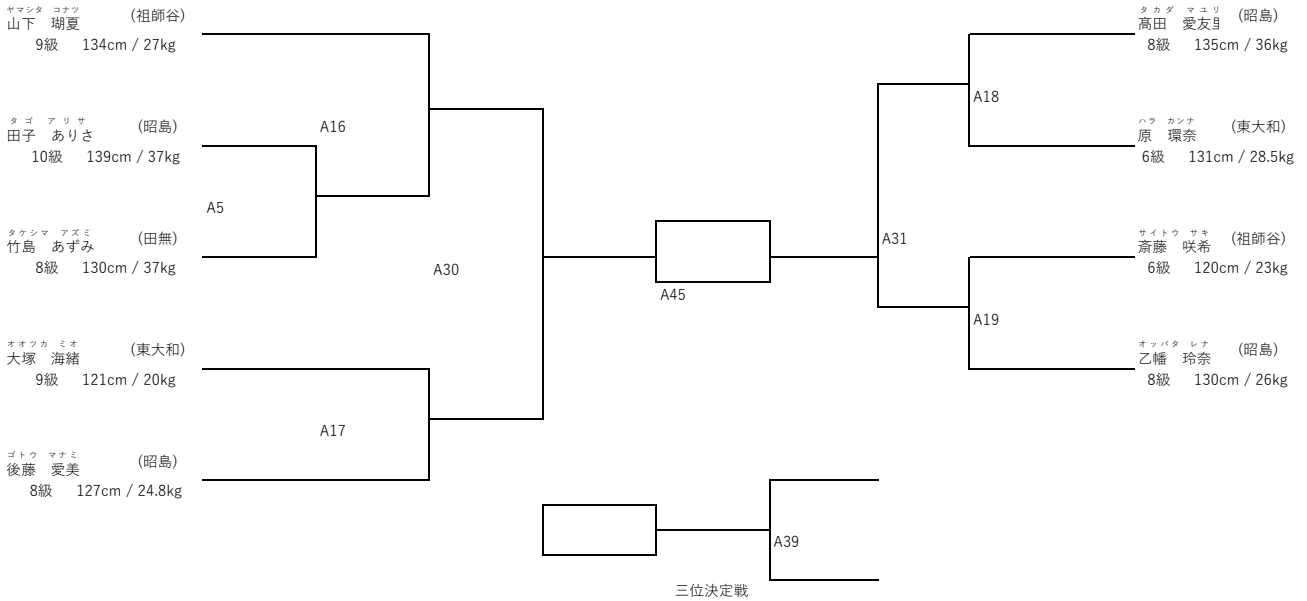 ヤマシタ コナツ
山下 瑚夏 (祖師谷)
9級 134cm / 27kg
タゴ アリサ
田子 ありさ (昭島)
10級 139cm / 37kg
タケシマ アズミ
竹島 あずみ (田無)
8級 130cm / 37kg
オオツカ ミオ
大塚 海緒 (東大和)
9級 121cm / 20kg
ゴトウ マナミ
後藤 愛美 (昭島)
8級 127cm / 24.8kg
A16
A5
A30
A17
A45
A31
A18
A19
タカダ マユリ
髙田 愛友里 (昭島)
8級 135cm / 36kg
ハラ カンナ
原 環奈 (東大和)
6級 131cm / 28.5kg
サイトウ サキ
斎藤 咲希 (祖師谷)
6級 120cm / 23kg
オッパタ レナ
乙幡 玲奈 (昭島)
8級 130cm / 26kg
A39
三位決定戦